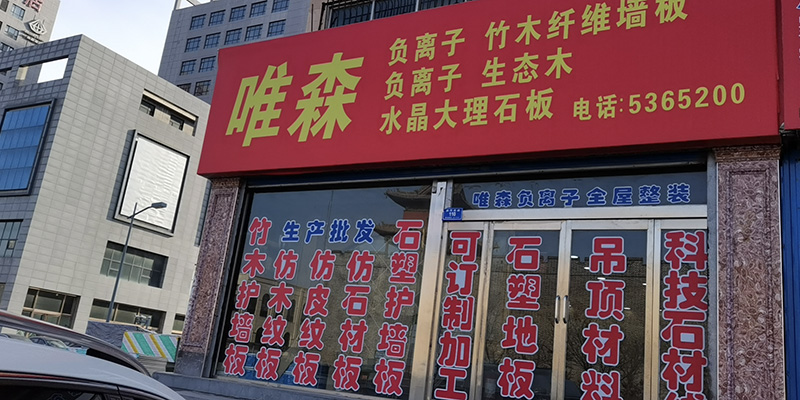 唯森
负离子 竹木纤维墙板
负离子 生态木
水晶大理石板 电话:5365200
唯森负离子全屋整装
生产批发
竹木护墙板
仿木纹板
仿皮纹板
仿石材板
石塑护墙板
可订制加工
石塑地板
吊顶材料
科技石材线